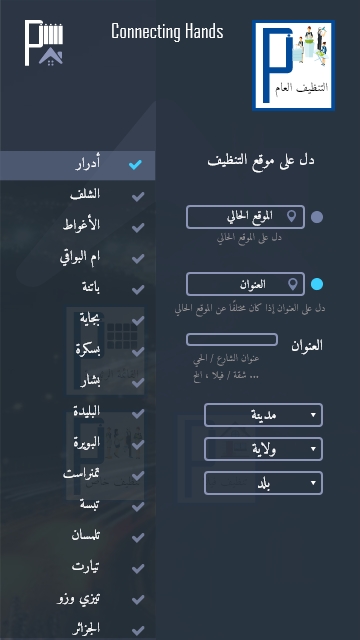 Connecting Hands
التنظيف العام
دل على موقع التنظيف
الموقع الحالي
دل على الموقع الحالي
العنوان
دل على العنوان إذا كان مختلفًا عن الموقع الحالي
العنوان
عنوان الشارع / الحي
شقة / فيلا ، الخ ...
مدينة
ولاية
بلد
أدرار
الشلف
الأغواط
ام البواقي
باتنة
بجاية
بسكرة
بشار
البليدة
البويرة
تمنراست
تبسة
تلمسان
تيارت
تيزي وزو
الجزائر